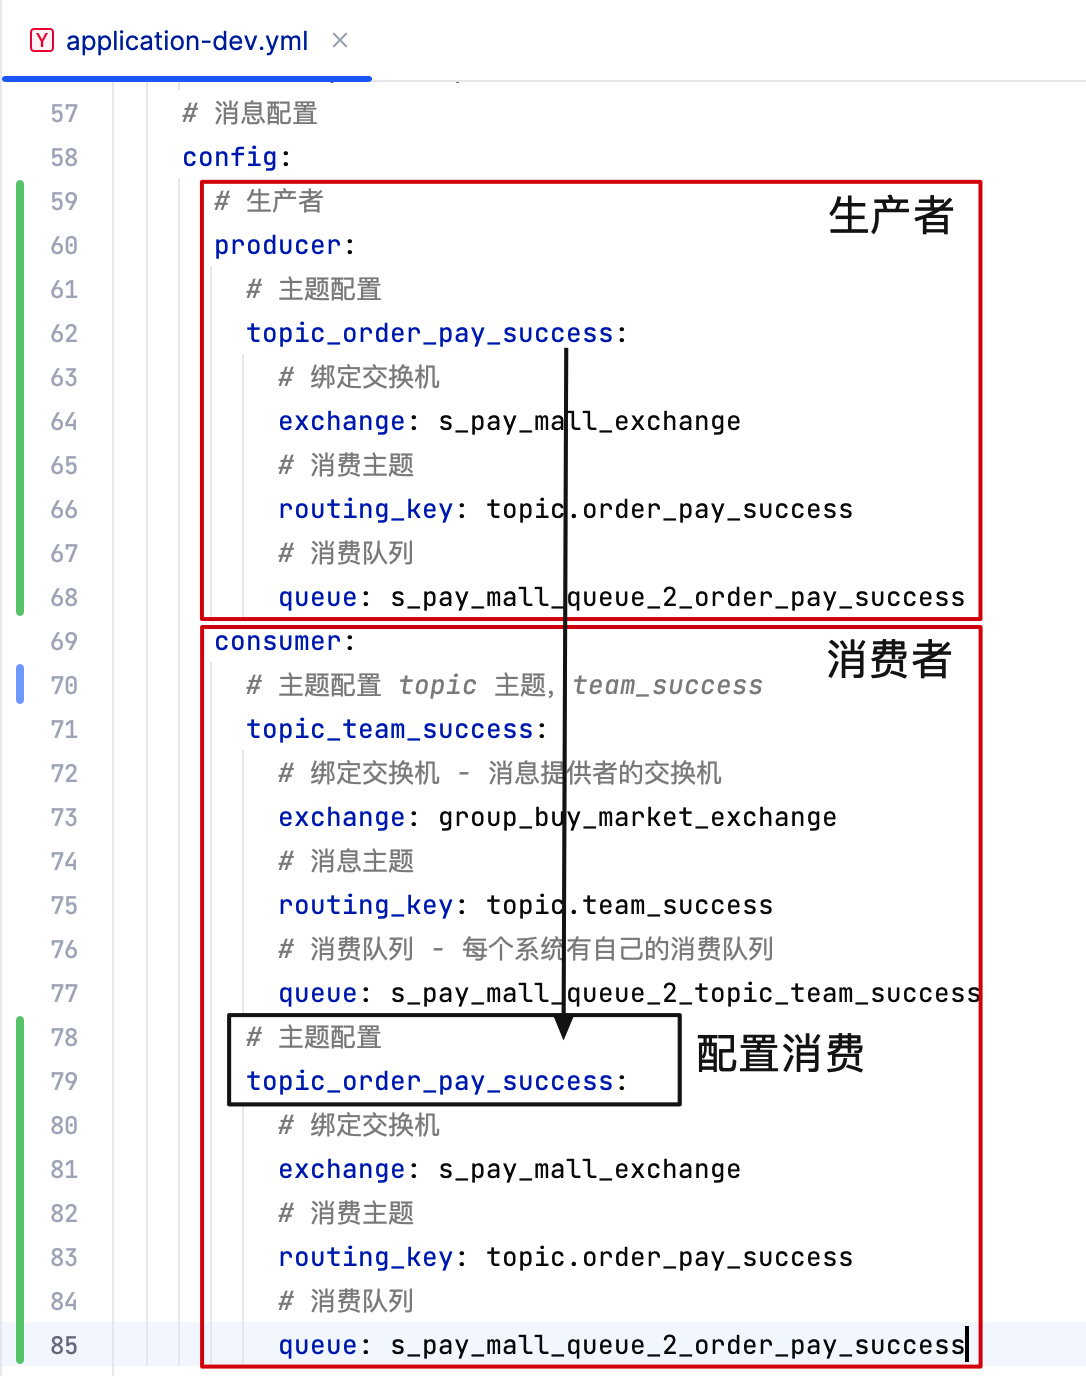 Y application-dev.yml ×
57 # 消息配置
58 config:
59 # 生产者
生产者
60 producer:
61 # 主题配置
62 topic_order_pay_success:
63 # 绑定交换机
64 exchange: s_pay_mall_exchange
65 # 消费主题
66 routing_key: topic.order_pay_success
67 # 消费队列
68 queue: s_pay_mall_queue_2_order_pay_success
69 consumer:
消费者
70 # 主题配置 topic 主题，team_success
71 topic_team_success:
72 # 绑定交换机 - 消息提供者的交换机
73 exchange: group_buy_market_exchange
74 # 消息主题
75 routing_key: topic.team_success
76 # 消费队列 - 每个系统有自己的消费队列
77 queue: s_pay_mall_queue_2_topic_team_success
78 # 主题配置
配置消费
79 topic_order_pay_success:
80 # 绑定交换机
81 exchange: s_pay_mall_exchange
82 # 消费主题
83 routing_key: topic.order_pay_success
84 # 消费队列
85 queue: s_pay_mall_queue_2_order_pay_success